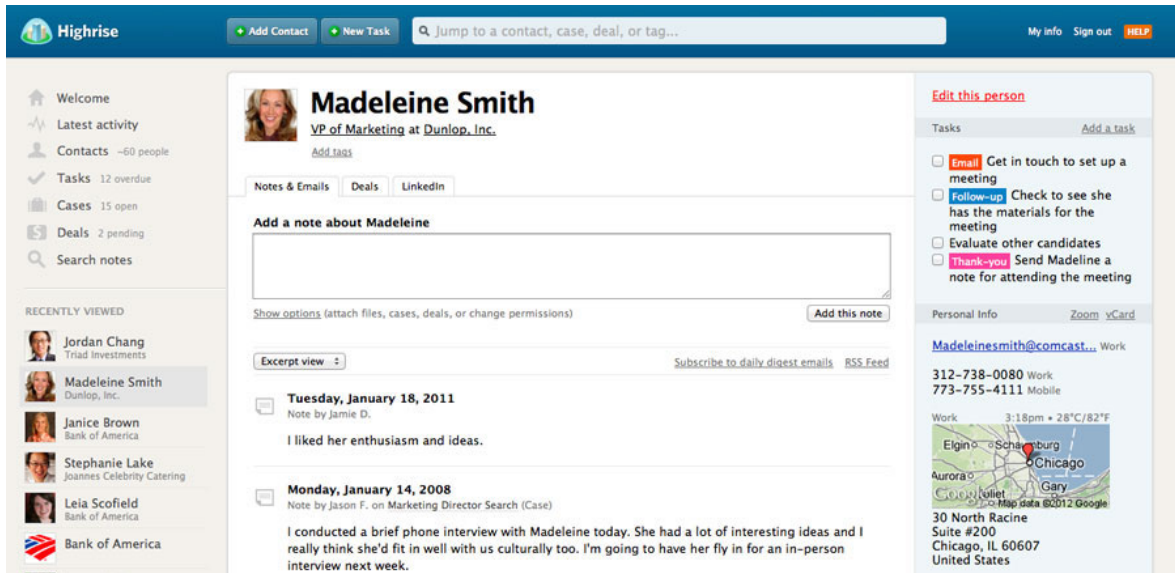 Highrise
Add Contact
New Task
Jump to a contact, case, deal, or tag...
My info Sign out HELP
Welcome
Latest activity
Contacts ~60 people
Tasks 12 overdue
Cases 15 open
Deals 2 pending
Search notes
RECENTLY VIEWED
Jordan Chang
Triad Investments
Madeleine Smith
Dunlop, Inc.
Janice Brown
Bank of America
Stephanie Lake
Joannes Celebrity Catering
Leia Scofield
Bank of America
Bank of America
Madeleine Smith
VP of Marketing at Dunlop, Inc.
Add tags
Notes & Emails Deals LinkedIn
Add a note about Madeleine
Show options (attach files, cases, deals, or change permissions)
Add this note
Excerpt view
Subscribe to daily digest emails RSS Feed
Tuesday, January 18, 2011
Note by Jamie D.
I liked her enthusiasm and ideas.
Monday, January 14, 2008
Note by Jason F. on Marketing Director Search (Case)
I conducted a brief phone interview with Madeleine today. She had a lot of interesting ideas and I
really think she'd fit in well with us culturally too. I'm going to have her fly in for an in-person
interview next week.
Edit this person
Tasks Add a task
Email Get in touch to set up a
meeting
Follow-up Check to see she
has the materials for the
meeting
Evaluate other candidates
Thank-you Send Madeline a
note for attending the meeting
Personal Info Zoom vCard
Madeleinesmith@comcast... Work
312-738-0080 Work
773-755-4111 Mobile
Work 3:18pm • 28°C/82°F
Elgin
Chicago
Aurora
Gary
Map data ©2012 Google
30 North Racine
Suite #200
Chicago, IL 60607
United States